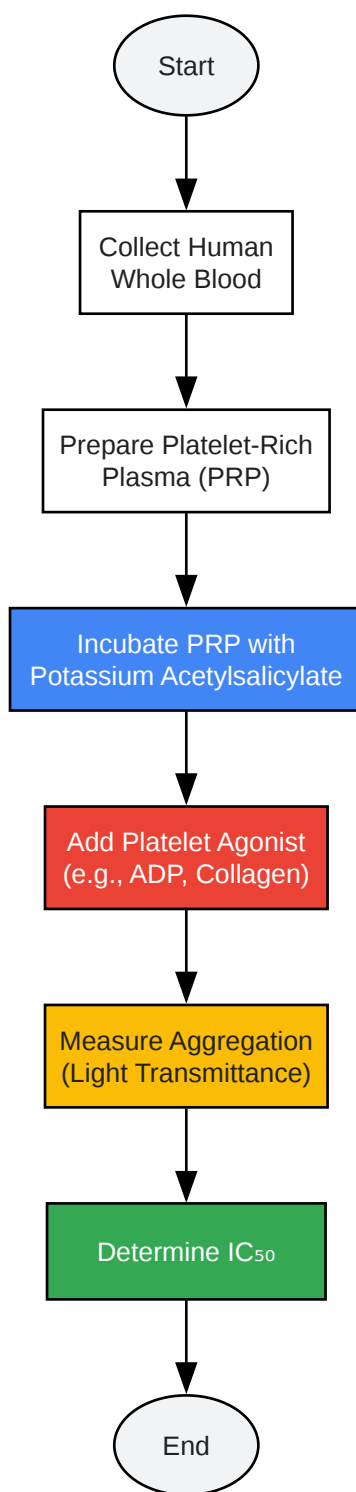 Start
Collect Human
Whole Blood
Prepare Platelet-Rich
Plasma (PRP)
Incubate PRP with
Potassium Acetylsalicylate
Add Platelet Agonist
(e.g., ADP, Collagen)
Measure Aggregation
(Light Transmittance)
Determine IC₅₀
End